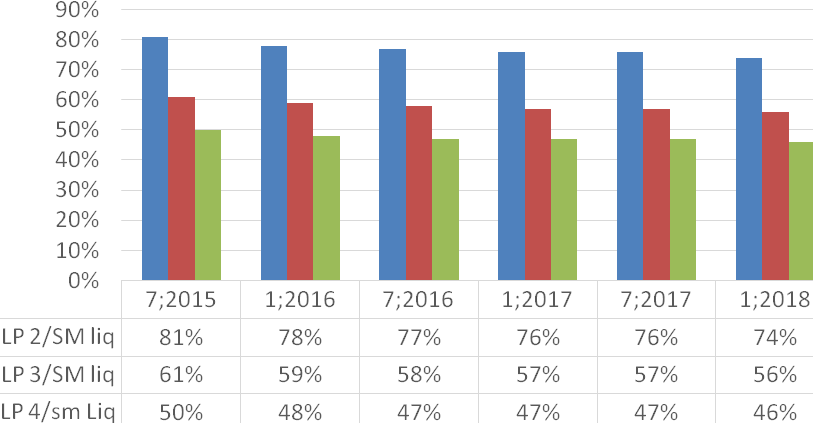 90%
80%
70%
60%
50%
40%
30%
20%
10%
0%
7;2015 1;2016 7;2016 1;2017 7;2017 1;2018
LP 2/SM liq 81% 78% 77% 76% 76% 74%
LP 3/SM liq 61% 59% 58% 57% 57% 56%
LP 4/sm Liq 50% 48% 47% 47% 47% 46%